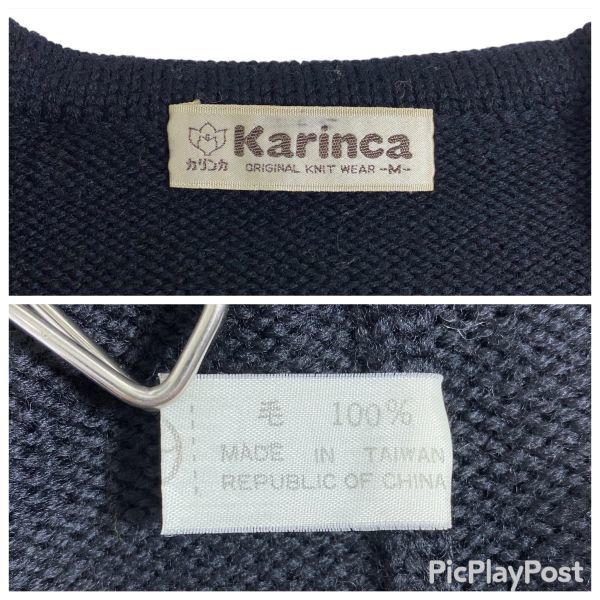 Karinca
カリンカ ORIGINAL KNIT WEAR -M-
毛 100%
MADE IN TAIWAN
REPUBLIC OF CHINA
PicPlayPost